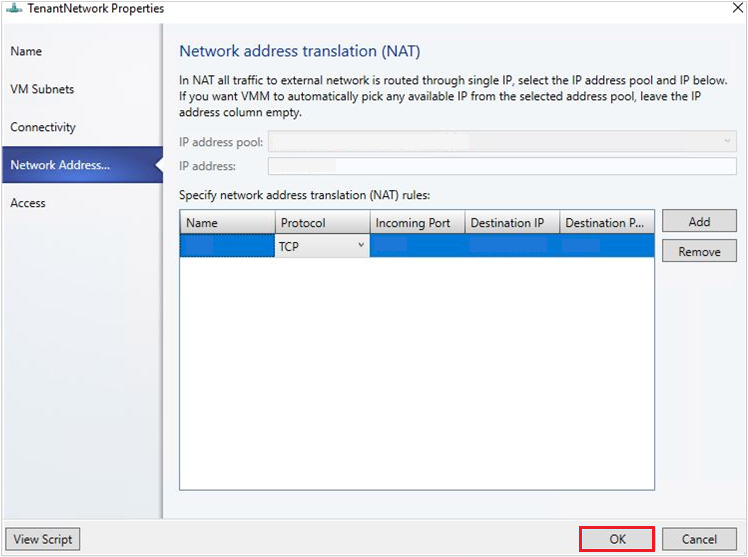 TenantNetwork Properties
Name
VM Subnets
Connectivity
Network Address...
Access
Network address translation (NAT)
In NAT all traffic to external network is routed through single IP, select the IP address pool and IP below.
If you want VMM to automatically pick any available IP from the selected address pool, leave the IP
address column empty.
IP address pool:
IP address:
Specify network address translation (NAT) rules:
Name Protocol Incoming Port Destination IP Destination P...
TCP
Add
Remove
View Script
OK
Cancel